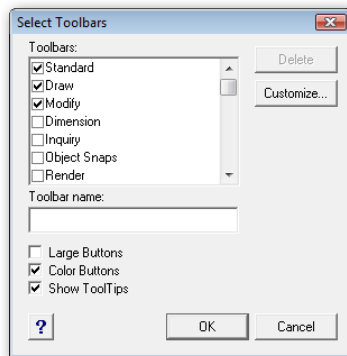 Select Toolbars
Toolbars:
Standard
Draw
Modify
Dimension
Inquiry
Object Snaps
Render
Delete
Customize...
Toolbar name:
Large Buttons
Color Buttons
Show ToolTips
?
OK
Cancel